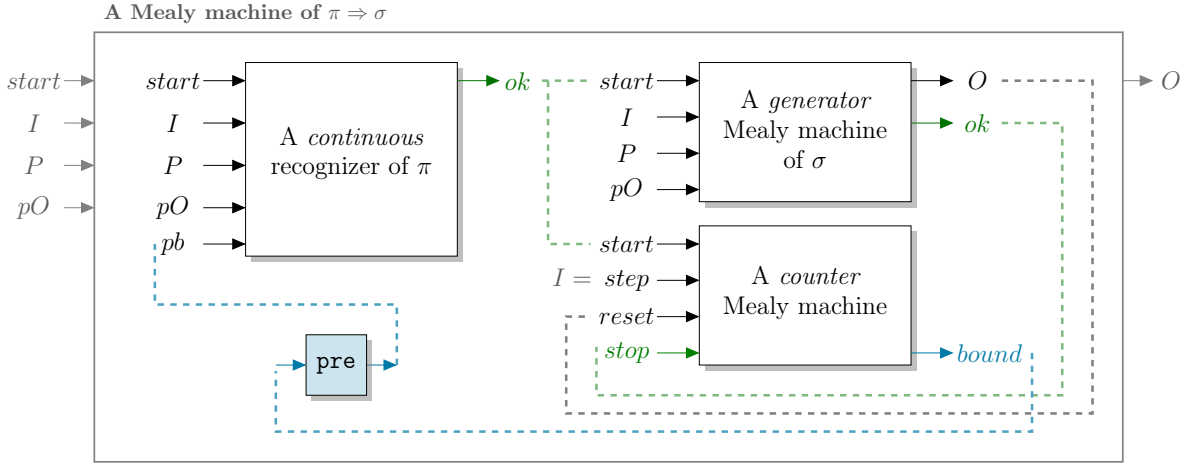 A Mealy machine of π ⇒ σ
start
I
P
pO
start
I
P
pO
pb
A continuous
recognizer of π
ok
start
I
P
pO
A generator
Mealy machine
of σ
O
ok
O
start
I = step
reset
stop
A counter
Mealy machine
bound
pre